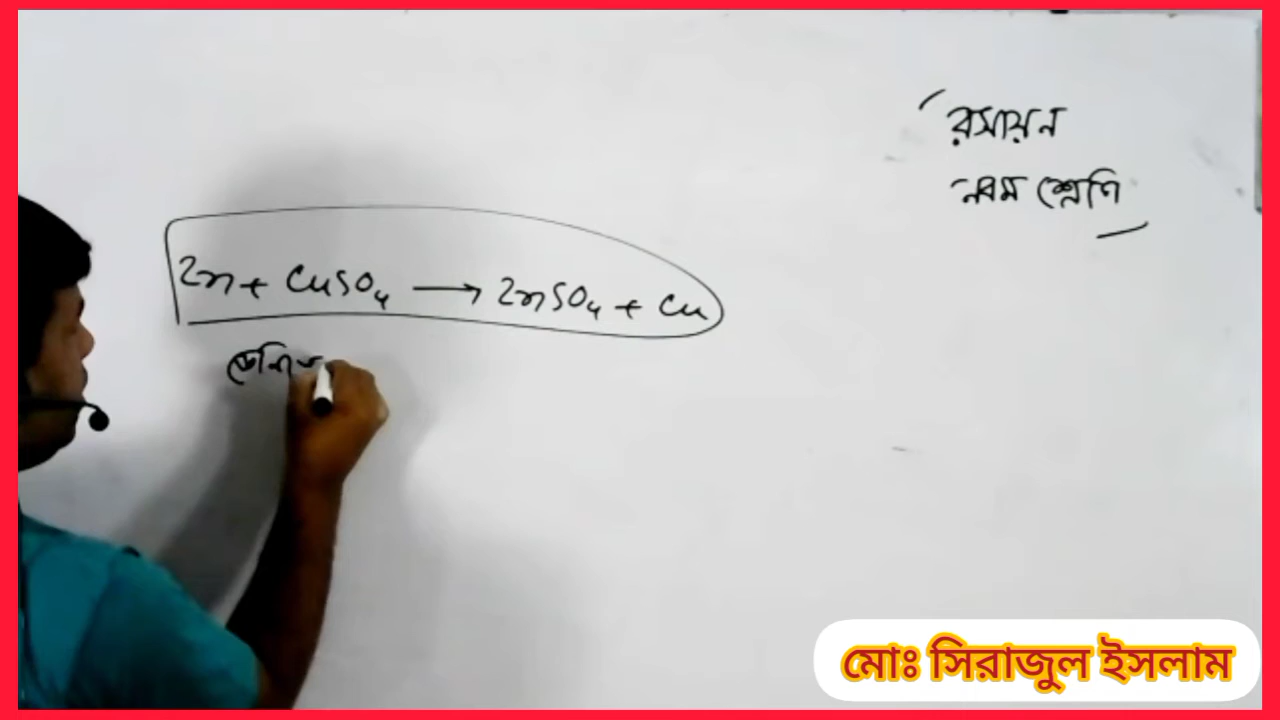 রসায়ন
নবম শ্রেণি
Zn + CuSO₄ ⟶ ZnSO₄ + Cu
মোঃ সিরাজুল ইসলাম